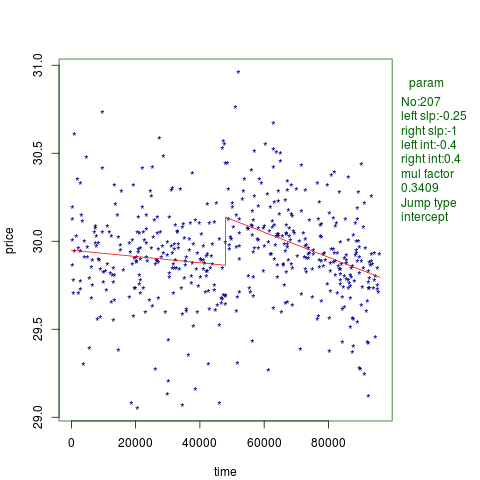 param
No:207
left slp:-0.25
right slp:-1
left int:-0.4
right int:0.4
mul factor
0.3409
Jump type
intercept
31.0
30.5
30.0
29.5
29.0
price
0 20000 40000 60000 80000
time